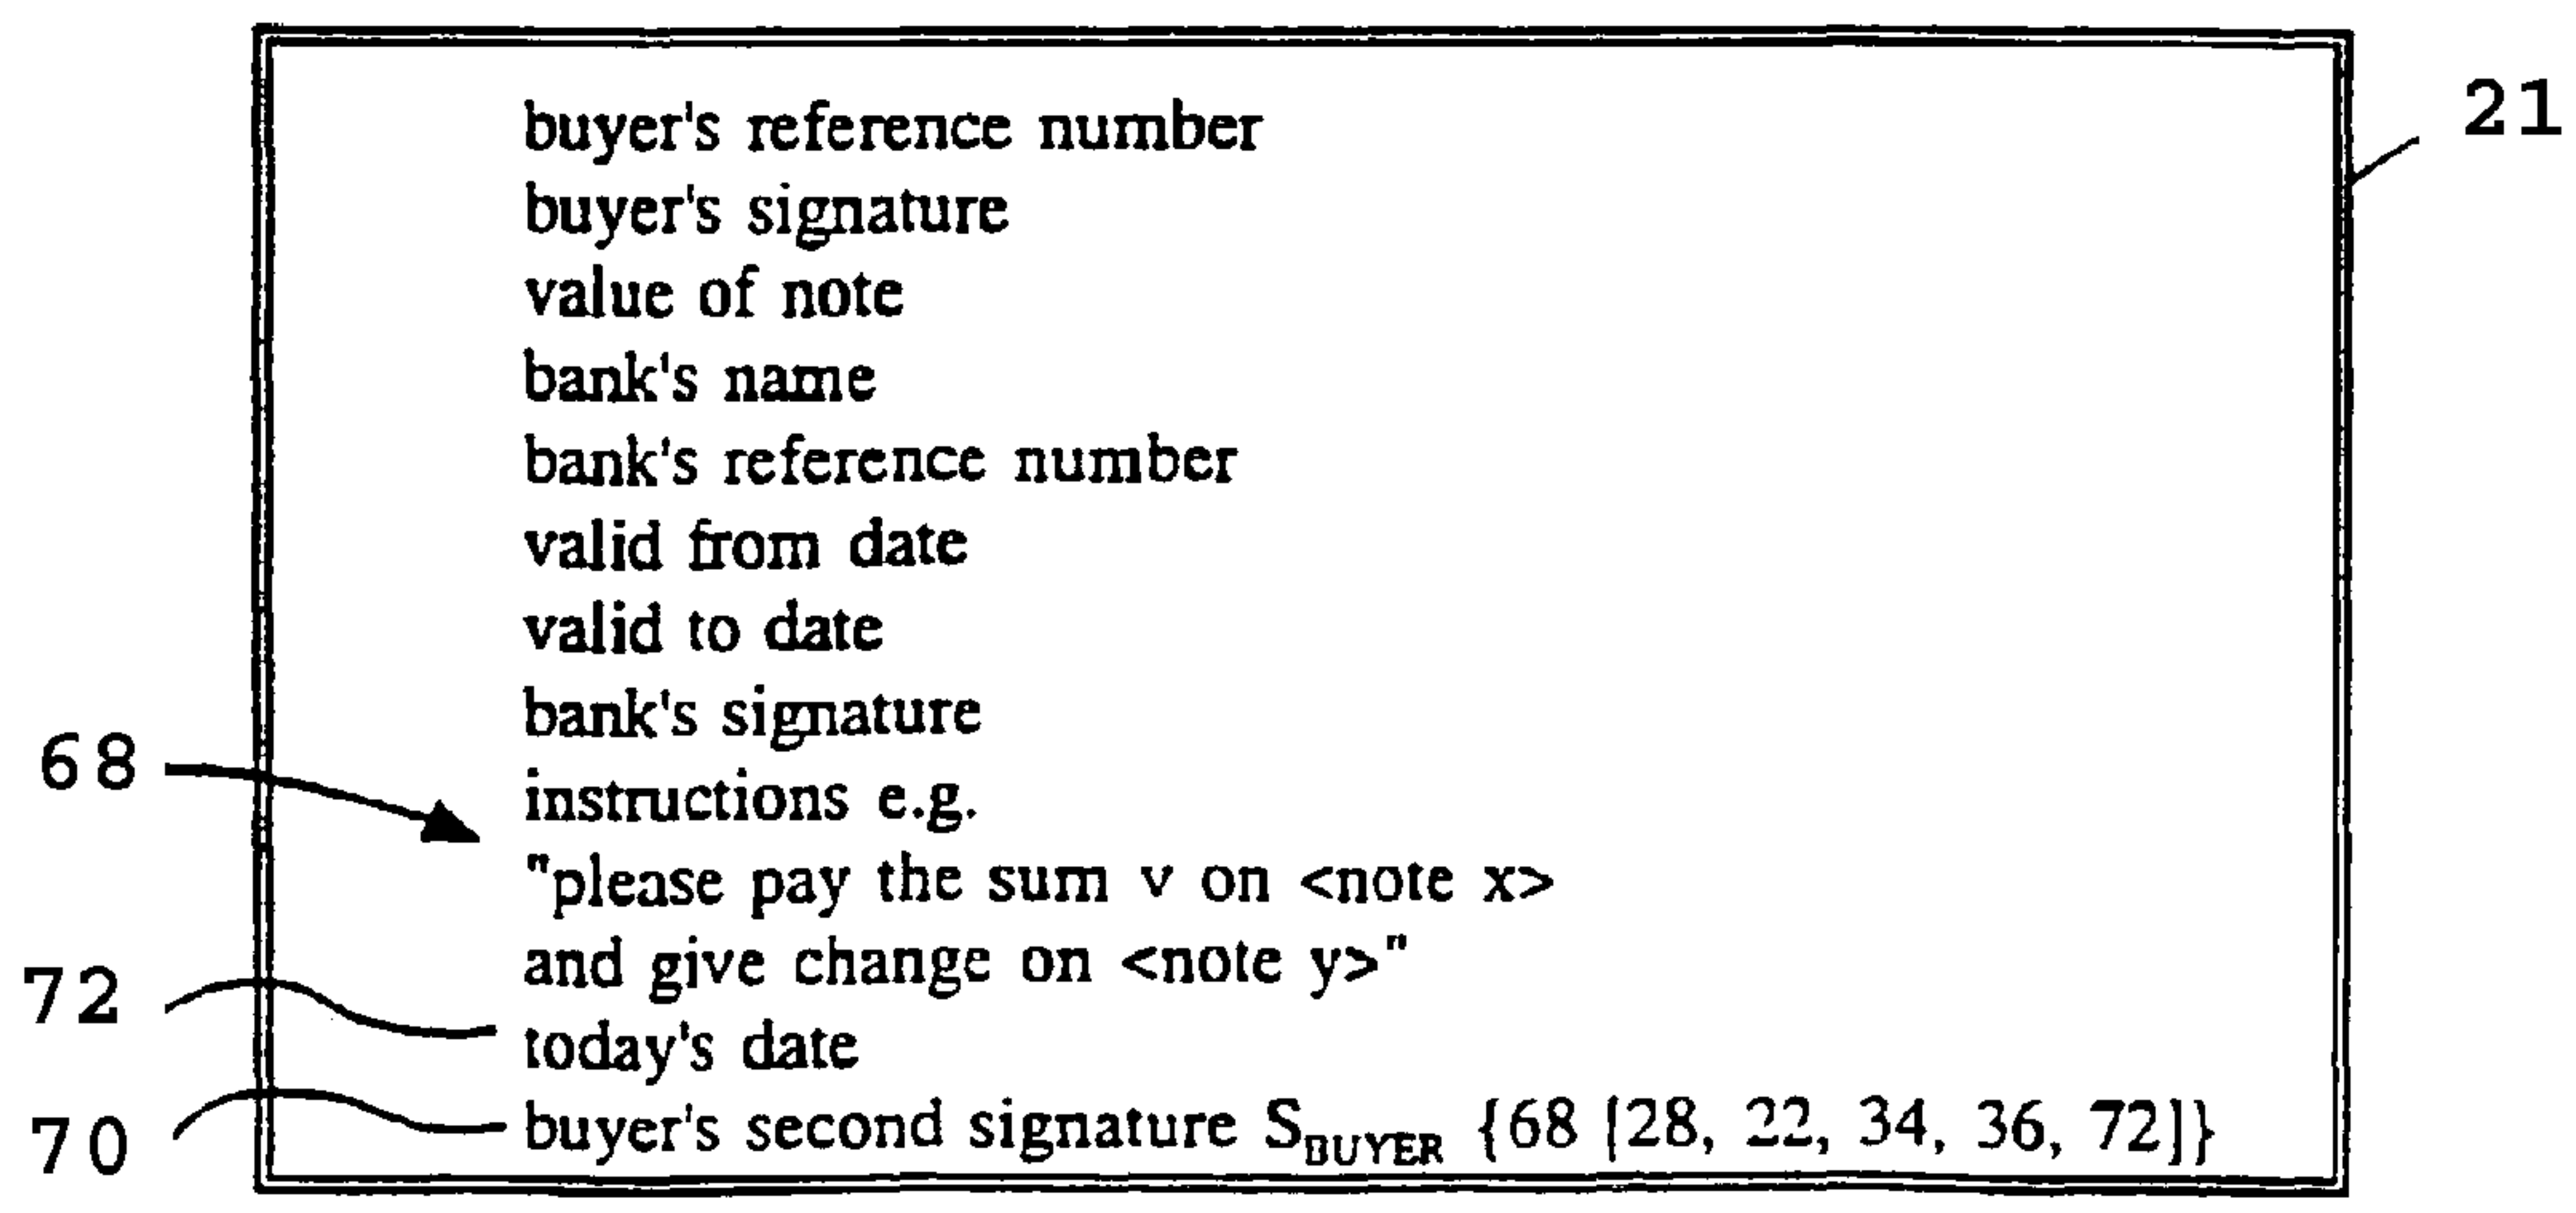 21
buyer's reference number
buyer's signature
value of note
bank's name
bank's reference number
valid from date
valid to date
bank's signature
68
instructions e.g.
"please pay the sum v on <note x>
and give change on <note y>"
72
today's date
70
buyer's second signature S_BUYER {68 [28, 22, 34, 36, 72]}